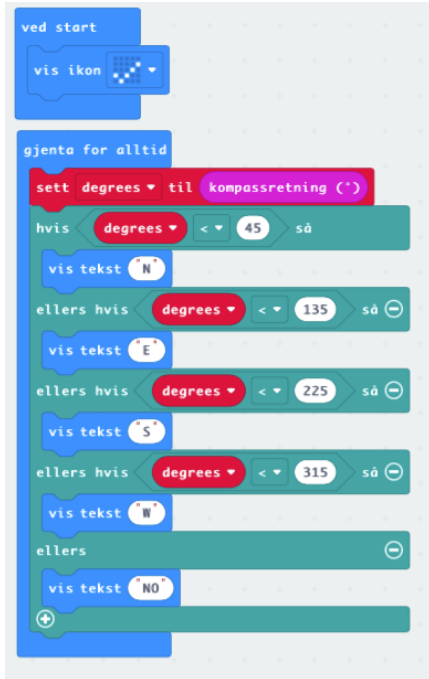 ved start
vis ikon
gjenta for alltid
sett degrees til kompassretning (°)
hvis degrees < 45 så
vis tekst "N"
ellers hvis degrees < 135 så
vis tekst "E"
ellers hvis degrees < 225 så
vis tekst "S"
ellers hvis degrees < 315 så
vis tekst "W"
ellers
vis tekst "NO"